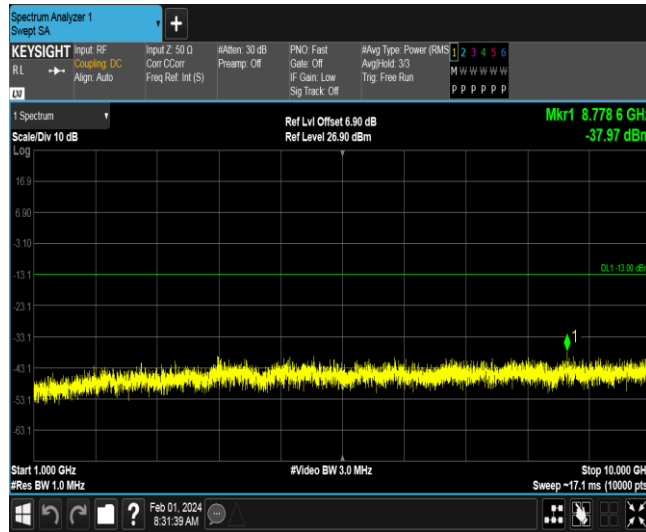 Spectrum Analyzer 1
Swept SA
+
KEYSIGHT
RL
LXI
Input: RF
Coupling: DC
Align: Auto
Input Z: 50 Ω
Corr CCorr
Freq Ref: Int (S)
#Atten: 30 dB
Preamp: Off
PNO: Fast
Gate: Off
IF Gain: Low
Sig Track: Off
#Avg Type: Power (RMS
Avg|Hold: 3/3
Trig: Free Run
1 2 3 4 5 6
M W W W W W
P P P P P P
1 Spectrum
Scale/Div 10 dB
Ref Lvl Offset 6.90 dB
Ref Level 26.90 dBm
Mkr1 8.778 6 GHz
-37.97 dBm
Log
16.9
6.90
-3.10
-13.1
DL1 -13.00 dBm
-23.1
-33.1
1
-43.1
-53.1
-63.1
Start 1.000 GHz
#Video BW 3.0 MHz
Stop 10.000 GHz
#Res BW 1.0 MHz
Sweep ~17.1 ms (10000 pts
?
Feb 01, 2024
8:31:39 AM